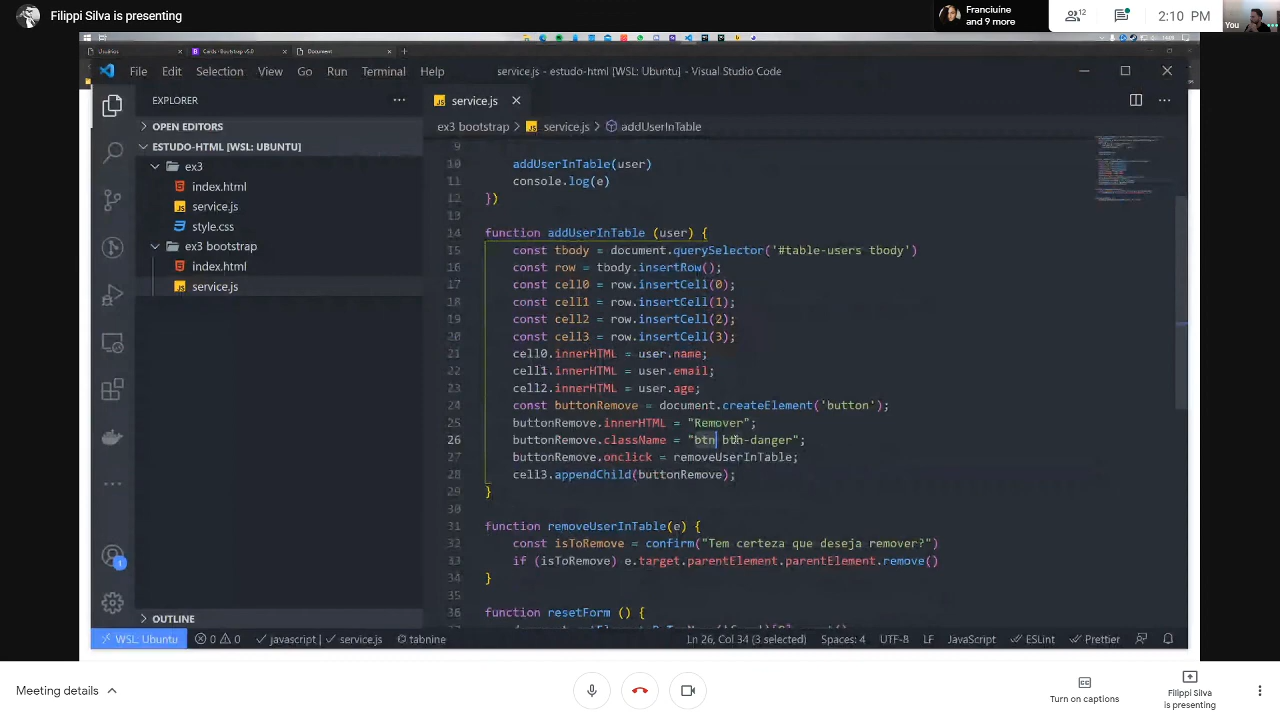 Filippi Silva is presenting
Franciuine
and 9 more
12
2:10 PM
You
Usuários
Cards · Bootstrap v5.0
Document
File Edit Selection View Go Run Terminal Help
service.js - estudo-html [WSL: Ubuntu] - Visual Studio Code
EXPLORER
service.js
OPEN EDITORS
ex3 bootstrap > service.js > addUserInTable
ESTUDO-HTML [WSL: UBUNTU]
ex3
index.html
service.js
style.css
ex3 bootstrap
index.html
service.js
9
10 addUserInTable(user)
11 console.log(e)
12 })
13
14 function addUserInTable (user) {
15 const tbody = document.querySelector('#table-users tbody')
16 const row = tbody.insertRow();
17 const cell0 = row.insertCell(0);
18 const cell1 = row.insertCell(1);
19 const cell2 = row.insertCell(2);
20 const cell3 = row.insertCell(3);
21 cell0.innerHTML = user.name;
22 cell1.innerHTML = user.email;
23 cell2.innerHTML = user.age;
24 const buttonRemove = document.createElement('button');
25 buttonRemove.innerHTML = "Remover";
26 buttonRemove.className = "btn btn-danger";
27 buttonRemove.onclick = removeUserInTable;
28 cell3.appendChild(buttonRemove);
29 }
30
31 function removeUserInTable(e) {
32 const isToRemove = confirm("Tem certeza que deseja remover?")
33 if (isToRemove) e.target.parentElement.parentElement.remove()
34 }
35
36 function resetForm () {
1
OUTLINE
WSL: Ubuntu 0 0 javascript | service.js tabnine Ln 26, Col 34 (3 selected) Spaces: 4 UTF-8 LF JavaScript ESLint Prettier
Meeting details
Turn on captions
Filippi Silva
is presenting